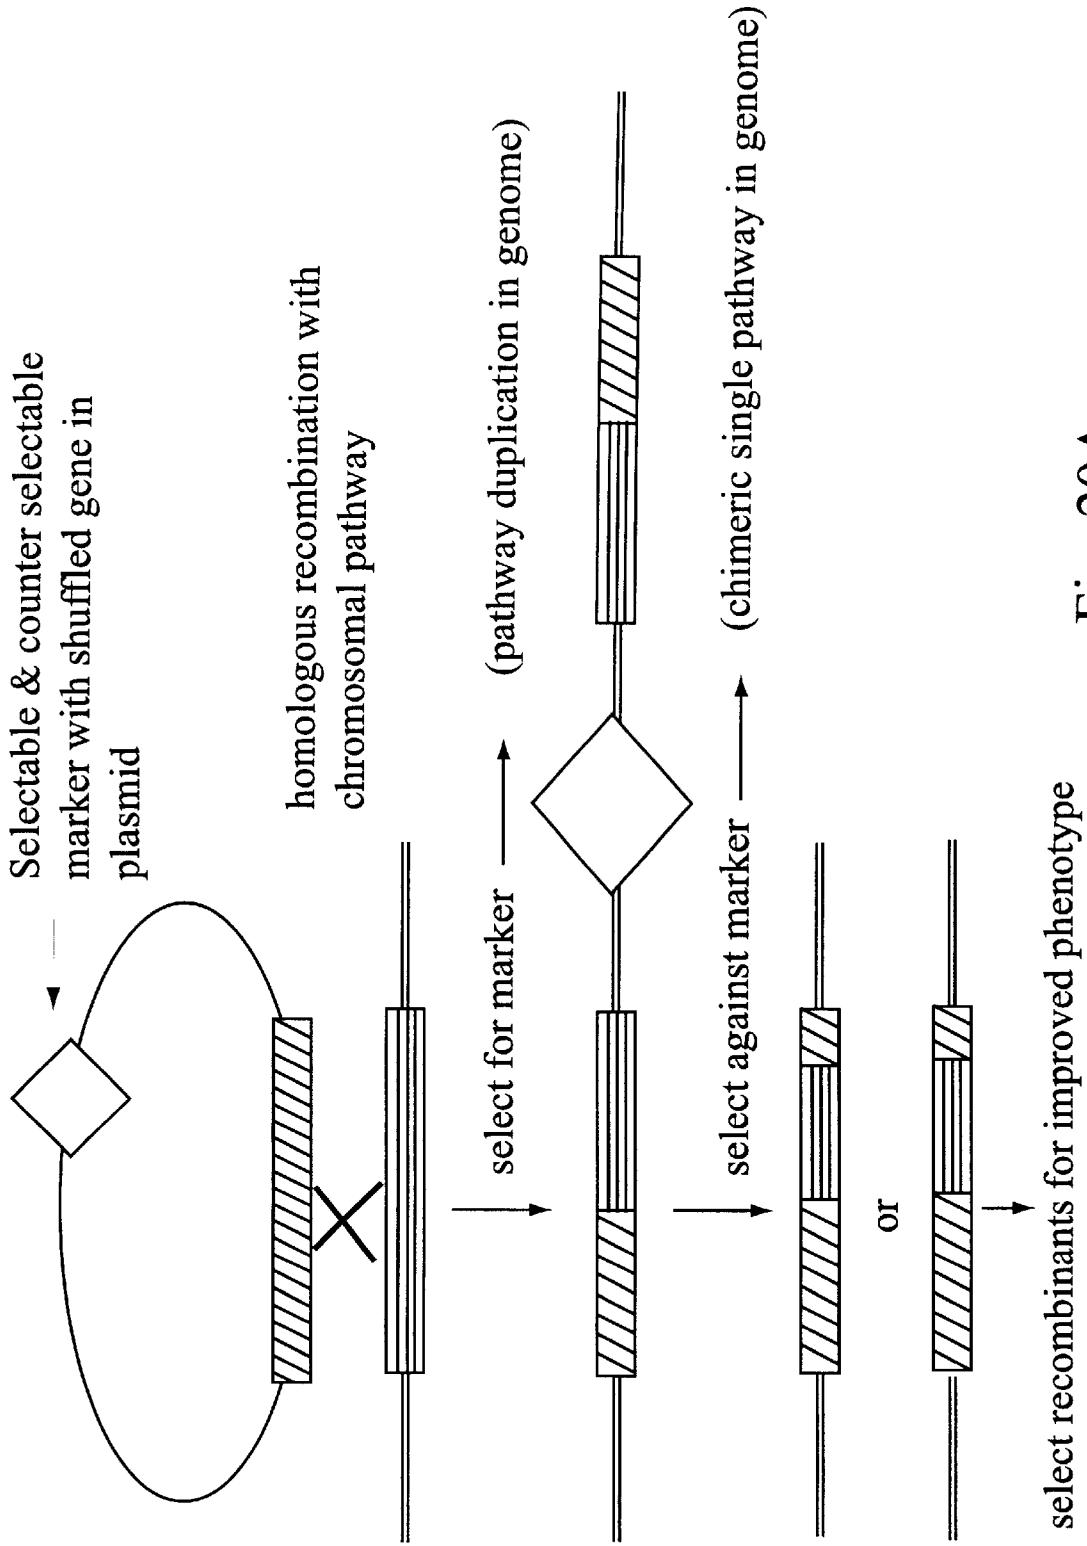 Selectable & counter selectable
marker with shuffled gene in
plasmid
homologous recombination with
chromosomal pathway
select for marker
(pathway duplication in genome)
select against marker
(chimeric single pathway in genome)
or
select recombinants for improved phenotype